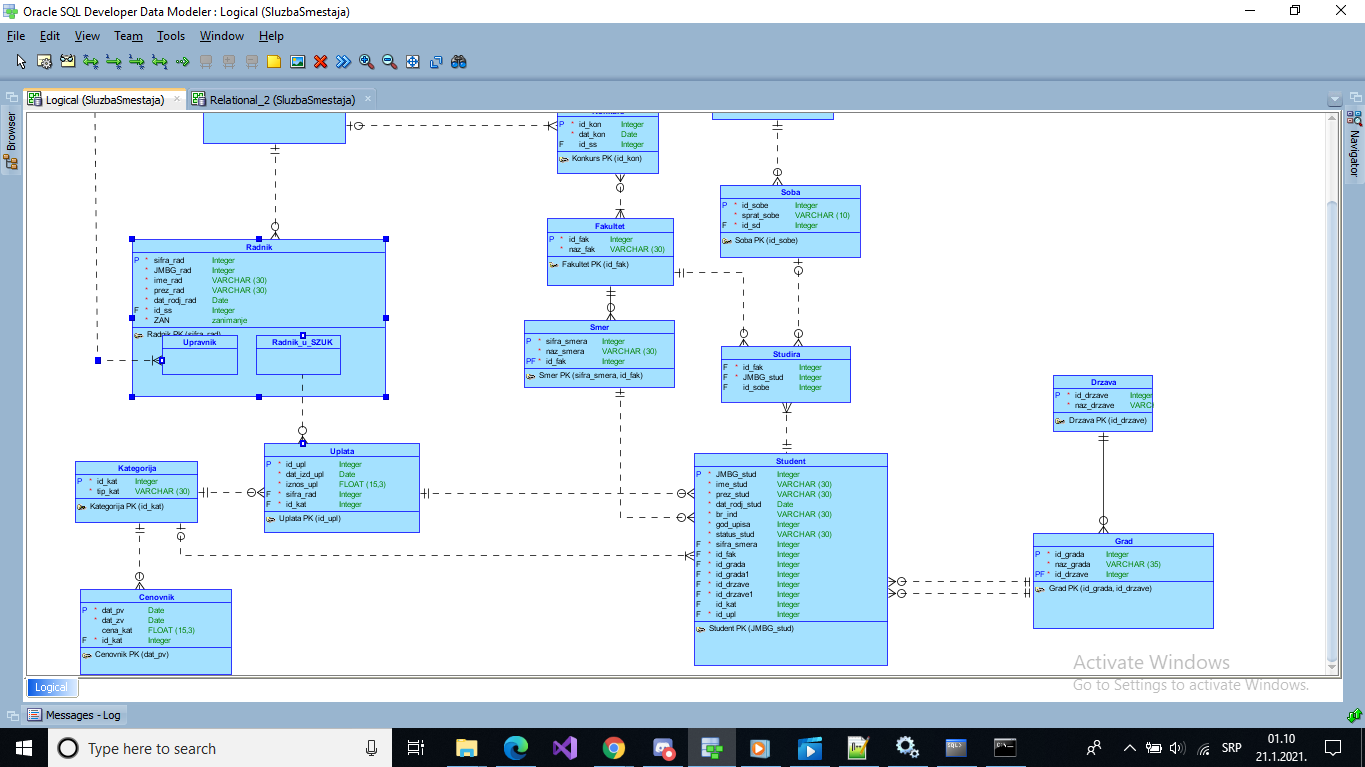 Oracle SQL Developer Data Modeler : Logical (SluzbaSmestaja)
File Edit View Team Tools Window Help
Logical (SluzbaSmestaja)
Relational_2 (SluzbaSmestaja)
Browser
Navigator
P * id_kon Integer
* dat_kon Date
F id_ss Integer
Konkurs PK (id_kon)
Soba
P * id_sobe Integer
* sprat_sobe VARCHAR (10)
F * id_sd Integer
Soba PK (id_sobe)
Fakultet
P * id_fak Integer
* naz_fak VARCHAR (30)
Fakultet PK (id_fak)
Radnik
P * sifra_rad Integer
* JMBG_rad Integer
* ime_rad VARCHAR (30)
* prez_rad VARCHAR (30)
* dat_rodj_rad Date
F * id_ss Integer
* ZAN zanimanje
Radnik PK (sifra_rad)
Upravnik
Radnik_u_SZUK
Smer
P * sifra_smera Integer
* naz_smera VARCHAR (30)
PF * id_fak Integer
Smer PK (sifra_smera, id_fak)
Studira
F * id_fak Integer
F * JMBG_stud Integer
F id_sobe Integer
Drzava
P * id_drzave Integer
* naz_drzave VARC
Drzava PK (id_drzave)
Uplata
P * id_upl Integer
* dat_izd_upl Date
* iznos_upl FLOAT (15,3)
F * sifra_rad Integer
F * id_kat Integer
Uplata PK (id_upl)
Kategorija
P * id_kat Integer
* tip_kat VARCHAR (30)
Kategorija PK (id_kat)
Student
P * JMBG_stud Integer
* ime_stud VARCHAR (30)
* prez_stud VARCHAR (30)
* dat_rodj_stud Date
* br_ind VARCHAR (30)
* god_upisa Integer
* status_stud VARCHAR (30)
F * sifra_smera Integer
F * id_fak Integer
F * id_grada Integer
F * id_grada1 Integer
F * id_drzave Integer
F * id_drzave1 Integer
F id_kat Integer
F * id_upl Integer
Student PK (JMBG_stud)
Grad
P * id_grada Integer
* naz_grada VARCHAR (35)
PF * id_drzave Integer
Grad PK (id_grada, id_drzave)
Cenovnik
P * dat_pv Date
* dat_zv Date
cena_kat FLOAT (15,3)
F * id_kat Integer
Cenovnik PK (dat_pv)
Activate Windows
Go to Settings to activate Windows.
Logical
Messages - Log
Type here to search
SRP
01.10
21.1.2021.